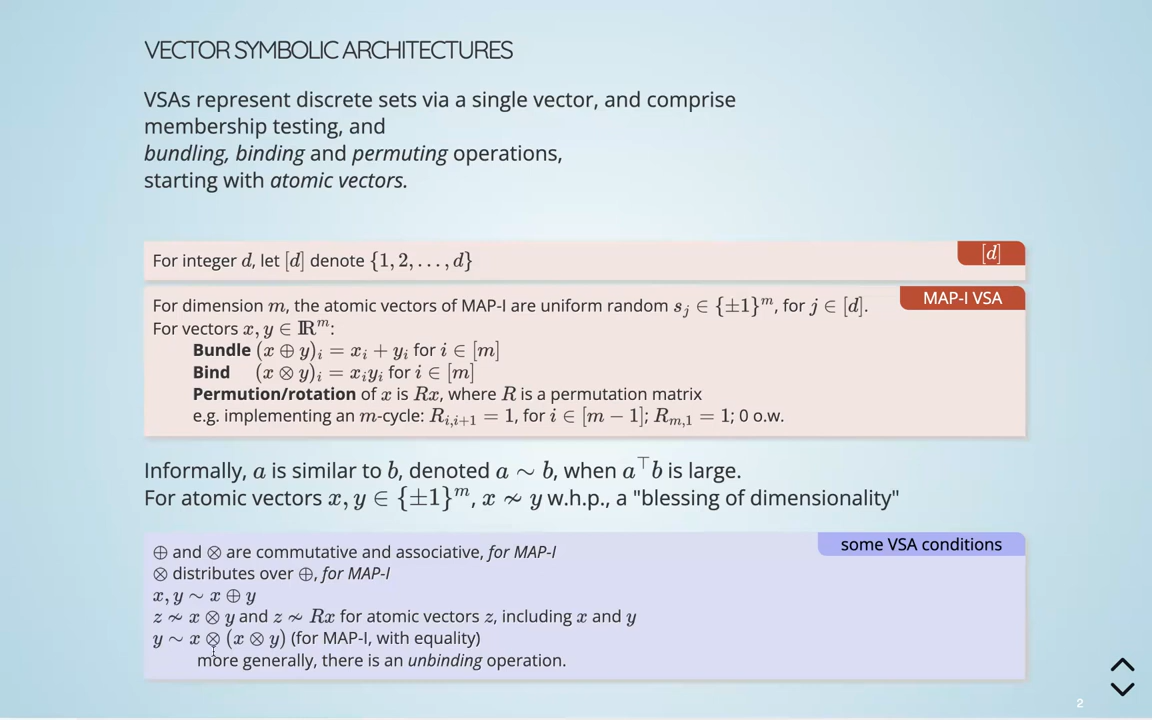 VECTOR SYMBOLIC ARCHITECTURES
VSAs represent discrete sets via a single vector, and comprise
membership testing, and
bundling, binding and permuting operations,
starting with atomic vectors.
For integer d, let [d] denote {1, 2, . . . , d}
[d]
MAP-I VSA
For dimension m, the atomic vectors of MAP-I are uniform random s_j ∈ {±1}^m, for j ∈ [d].
For vectors x, y ∈ ℝ^m:
Bundle (x ⊕ y)_i = x_i + y_i for i ∈ [m]
Bind (x ⊗ y)_i = x_i y_i for i ∈ [m]
Permution/rotation of x is Rx, where R is a permutation matrix
e.g. implementing an m-cycle: R_{i,i+1} = 1, for i ∈ [m − 1]; R_{m,1} = 1; 0 o.w.
Informally, a is similar to b, denoted a ∼ b, when a^⊤b is large.
For atomic vectors x, y ∈ {±1}^m, x ≁ y w.h.p., a "blessing of dimensionality"
some VSA conditions
⊕ and ⊗ are commutative and associative, for MAP-I
⊗ distributes over ⊕, for MAP-I
x, y ∼ x ⊕ y
z ≁ x ⊗ y and z ≁ Rx for atomic vectors z, including x and y
y ∼ x ⊗ (x ⊗ y) (for MAP-I, with equality)
more generally, there is an unbinding operation.
2